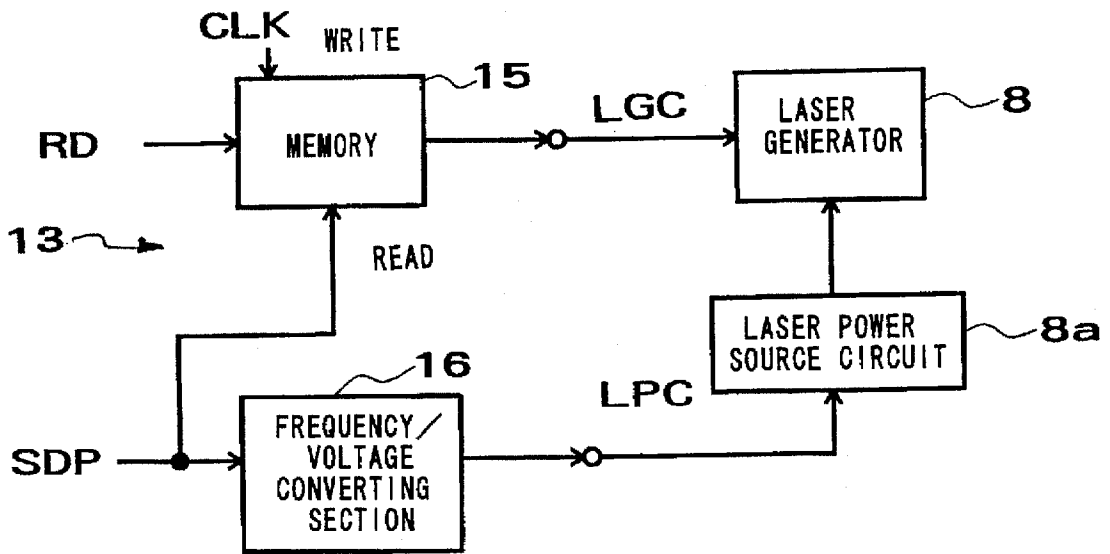 CLK
WRITE
15
8
RD
MEMORY
LGC
LASER
GENERATOR
13
READ
LASER POWER
SOURCE CIRCUIT
8a
16
LPC
SDP
FREQUENCY/
VOLTAGE
CONVERTING
SECTION